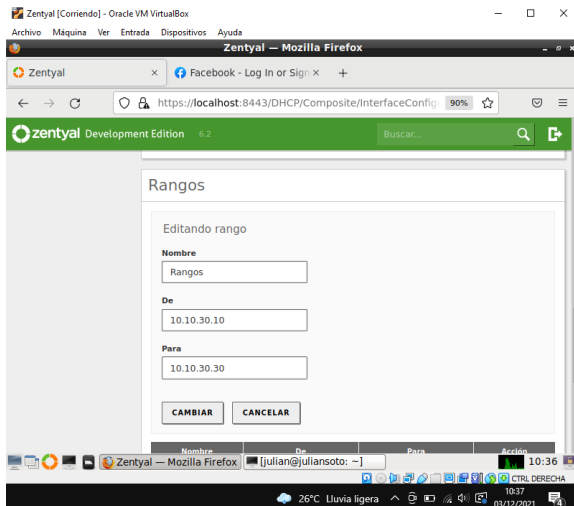 Zentyal [Corriendo] - Oracle VM VirtualBox
Archivo Máquina Ver Entrada Dispositivos Ayuda
Zentyal — Mozilla Firefox
Zentyal
Facebook - Log In or Sign
https://localhost:8443/DHCP/Composite/InterfaceConfig 90%
zentyal Development Edition 6.2 Buscar...
Rangos
Editando rango
Nombre
Rangos
De
10.10.30.10
Para
10.10.30.30
CAMBIAR CANCELAR
Nombre De Para Acción
Zentyal — Mozilla Firefox [julian@juliansoto: ~] 10:36
CTRL DERECHA
26°C Lluvia ligera 10:37
03/12/2021 4